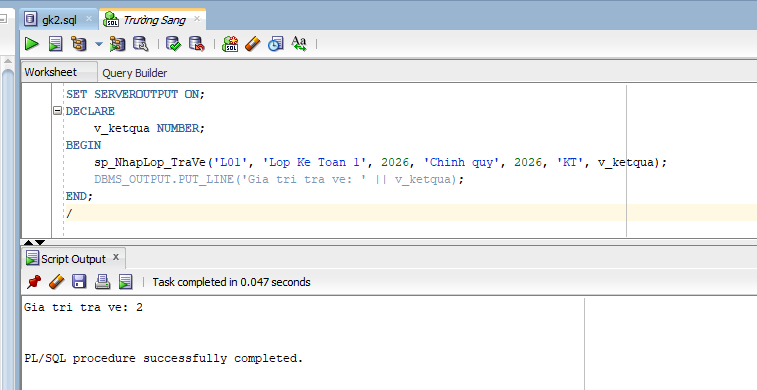 gk2.sql
Trường Sang
SQL
Aa
Worksheet
Query Builder
SET SERVEROUTPUT ON;
DECLARE
v_ketqua NUMBER;
BEGIN
sp_NhapLop_TraVe('L01', 'Lop Ke Toan 1', 2026, 'Chinh quy', 2026, 'KT', v_ketqua);
DBMS_OUTPUT.PUT_LINE('Gia tri tra ve: ' || v_ketqua);
END;
/
Script Output
Task completed in 0.047 seconds
Gia tri tra ve: 2
PL/SQL procedure successfully completed.